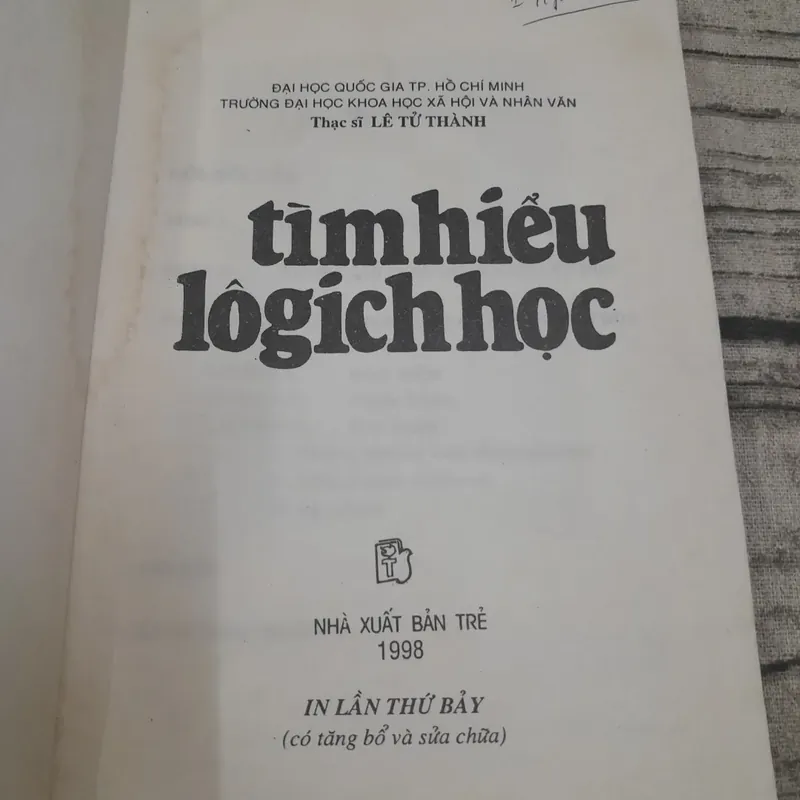 ĐẠI HỌC QUỐC GIA TP. HỒ CHÍ MINH
TRƯỜNG ĐẠI HỌC KHOA HỌC XÃ HỘI VÀ NHÂN VĂN
Thạc sĩ LÊ TỬ THÀNH
tìm hiểu
lôgích học
NHÀ XUẤT BẢN TRẺ
1998
IN LẦN THỨ BẢY
(có tăng bổ và sửa chữa)